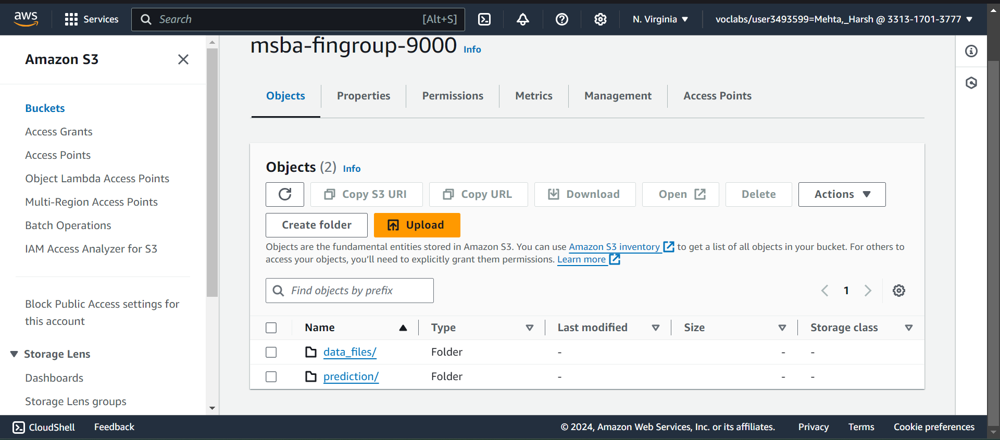 aws
Services
Search
[Alt+S]
N. Virginia
voclabs/user3493599=Mehta,_Harsh @ 3313-1701-3777
Amazon S3
Buckets
Access Grants
Access Points
Object Lambda Access Points
Multi-Region Access Points
Batch Operations
IAM Access Analyzer for S3
Block Public Access settings for
this account
Storage Lens
Dashboards
Storage Lens groups
msba-fingroup-9000 Info
Objects
Properties
Permissions
Metrics
Management
Access Points
Objects (2) Info
Copy S3 URI
Copy URL
Download
Open
Delete
Actions
Create folder
Upload
Objects are the fundamental entities stored in Amazon S3. You can use Amazon S3 inventory to get a list of all objects in your bucket. For others to
access your objects, you’ll need to explicitly grant them permissions. Learn more
Find objects by prefix
1
Name Type Last modified Size Storage class
data_files/ Folder - - -
prediction/ Folder - - -
CloudShell
Feedback
© 2024, Amazon Web Services, Inc. or its affiliates.
Privacy
Terms
Cookie preferences